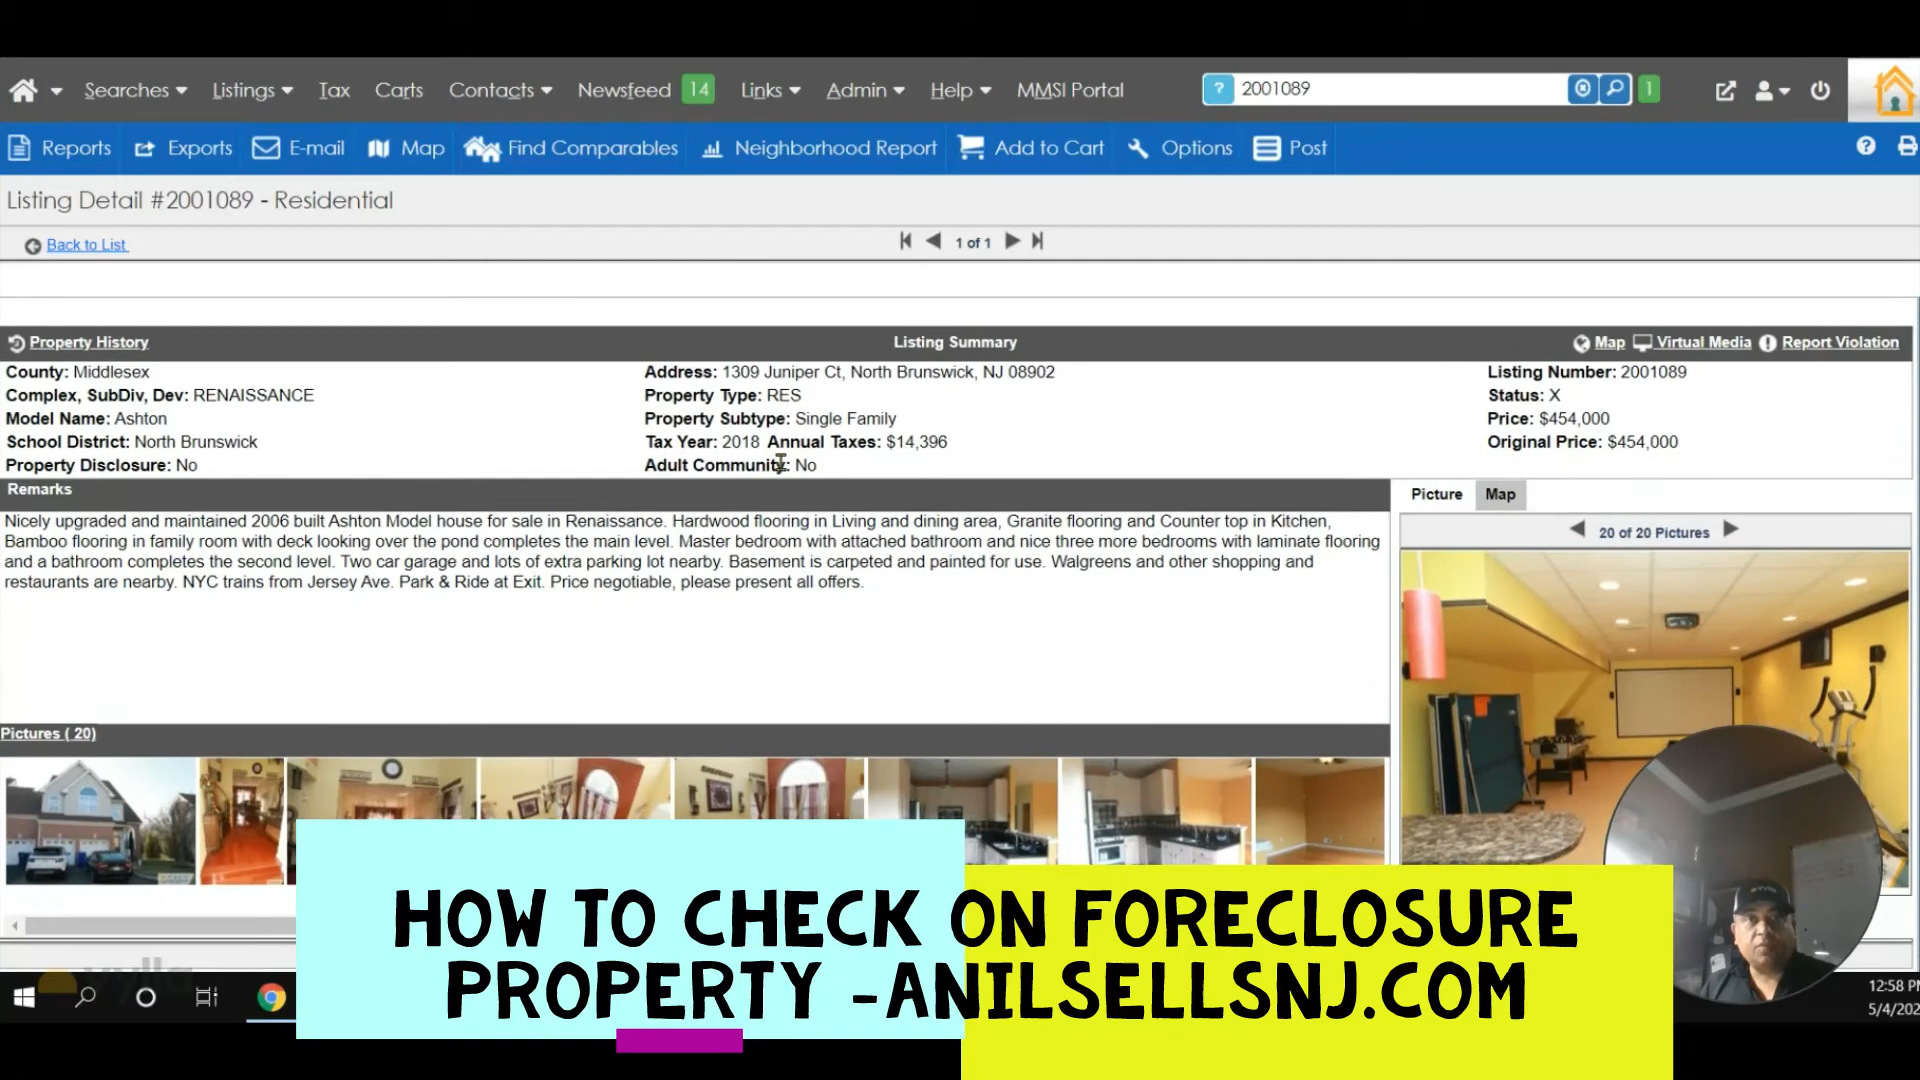 Searches Listings Tax Carts Contacts Newsfeed 14 Links Admin Help MMSI Portal ? 2001089 1
Reports Exports E-mail Map Find Comparables Neighborhood Report Add to Cart Options Post ?
Listing Detail #2001089 - Residential
Back to List 1 of 1
Property History Listing Summary Map Virtual Media Report Violation
County: Middlesex Address: 1309 Juniper Ct, North Brunswick, NJ 08902 Listing Number: 2001089
Complex, SubDiv, Dev: RENAISSANCE Property Type: RES Status: X
Model Name: Ashton Property Subtype: Single Family Price: $454,000
School District: North Brunswick Tax Year: 2018 Annual Taxes: $14,396 Original Price: $454,000
Property Disclosure: No Adult Community: No
Remarks Picture Map
Nicely upgraded and maintained 2006 built Ashton Model house for sale in Renaissance. Hardwood flooring in Living and dining area, Granite flooring and Counter top in Kitchen,
Bamboo flooring in family room with deck looking over the pond completes the main level. Master bedroom with attached bathroom and nice three more bedrooms with laminate flooring
and a bathroom completes the second level. Two car garage and lots of extra parking lot nearby. Basement is carpeted and painted for use. Walgreens and other shopping and
restaurants are nearby. NYC trains from Jersey Ave. Park & Ride at Exit. Price negotiable, please present all offers.
20 of 20 Pictures
Pictures ( 20)
HOW TO CHECK ON FORECLOSURE
PROPERTY -ANILSELLSNJ.COM
12:58 PM
5/4/202